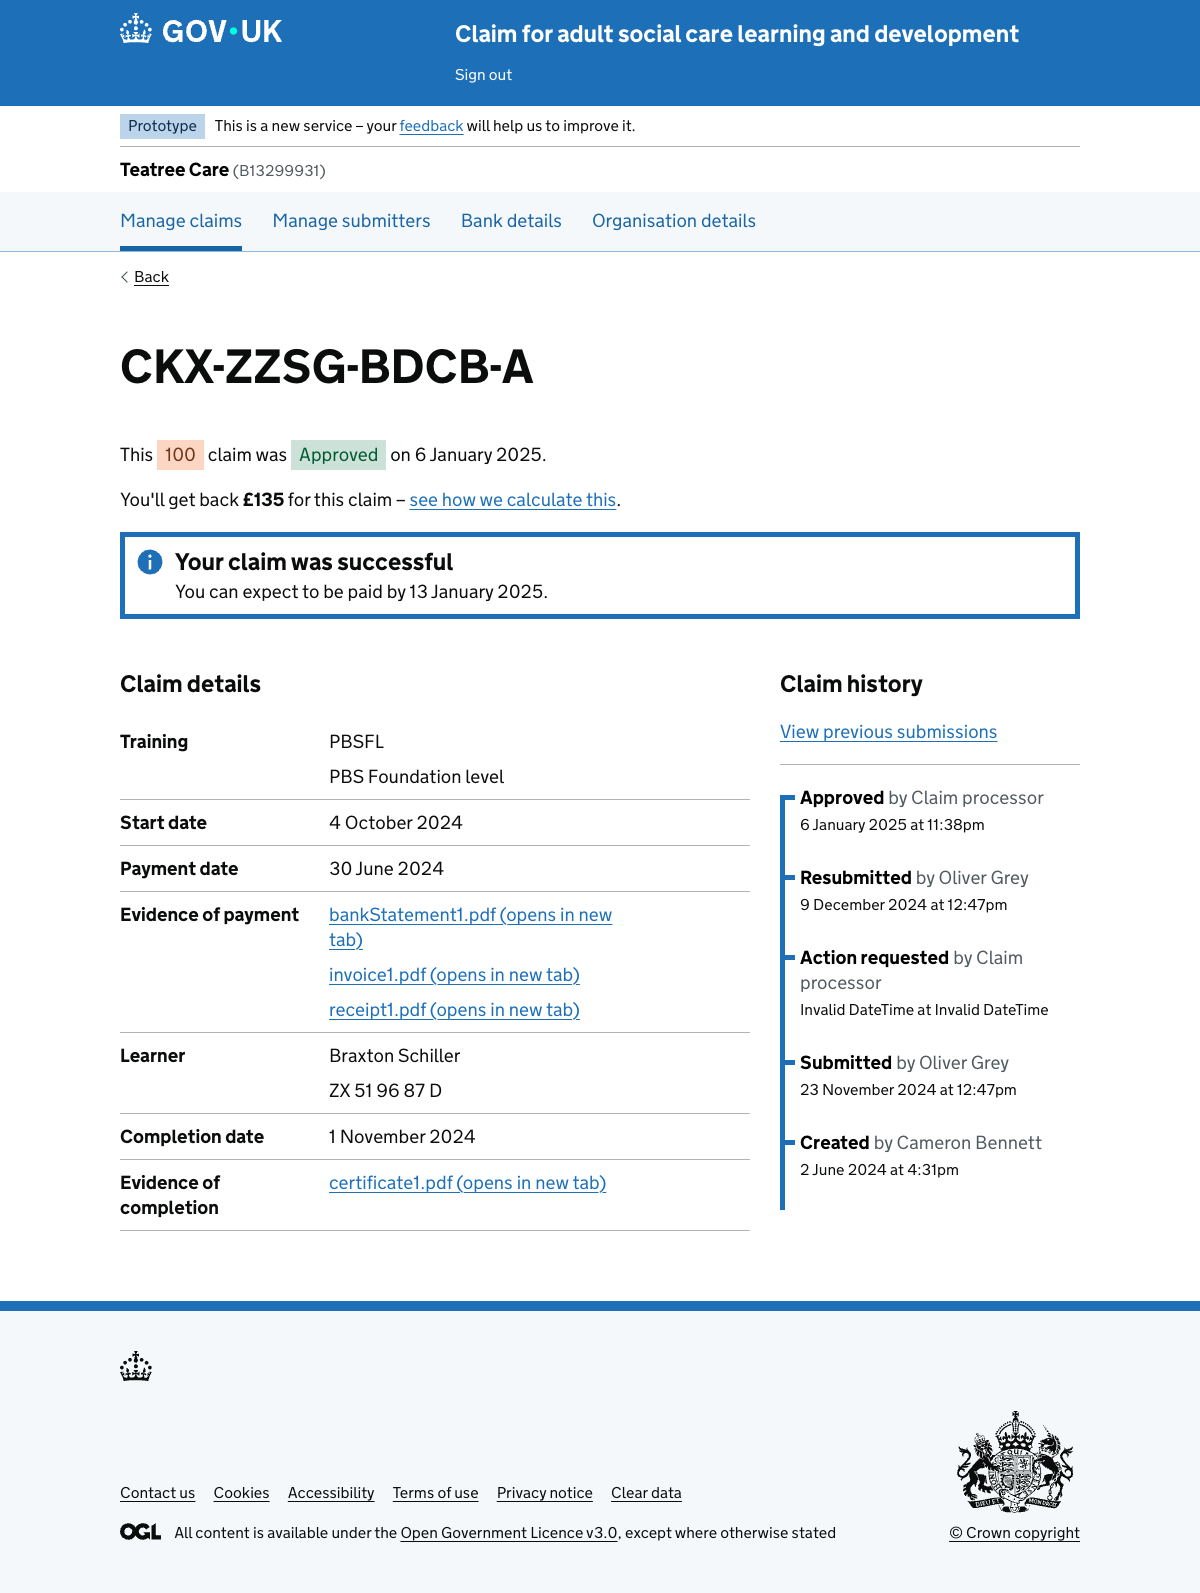 GOV·UK
Claim for adult social care learning and development
Sign out
Prototype This is a new service – your feedback will help us to improve it.
Teatree Care (B13299931)
Manage claims Manage submitters Bank details Organisation details
Back
CKX-ZZSG-BDCB-A
This 100 claim was Approved on 6 January 2025.
You'll get back £135 for this claim – see how we calculate this.
Your claim was successful
You can expect to be paid by 13 January 2025.
Claim details
Training PBSFL
PBS Foundation level
Start date 4 October 2024
Payment date 30 June 2024
Evidence of payment bankStatement1.pdf (opens in new
tab)
invoice1.pdf (opens in new tab)
receipt1.pdf (opens in new tab)
Learner Braxton Schiller
ZX 51 96 87 D
Completion date 1 November 2024
Evidence of certificate1.pdf (opens in new tab)
completion
Claim history
View previous submissions
Approved by Claim processor
6 January 2025 at 11:38pm
Resubmitted by Oliver Grey
9 December 2024 at 12:47pm
Action requested by Claim
processor
Invalid DateTime at Invalid DateTime
Submitted by Oliver Grey
23 November 2024 at 12:47pm
Created by Cameron Bennett
2 June 2024 at 4:31pm
Contact us Cookies Accessibility Terms of use Privacy notice Clear data
OGL All content is available under the Open Government Licence v3.0, except where otherwise stated
© Crown copyright